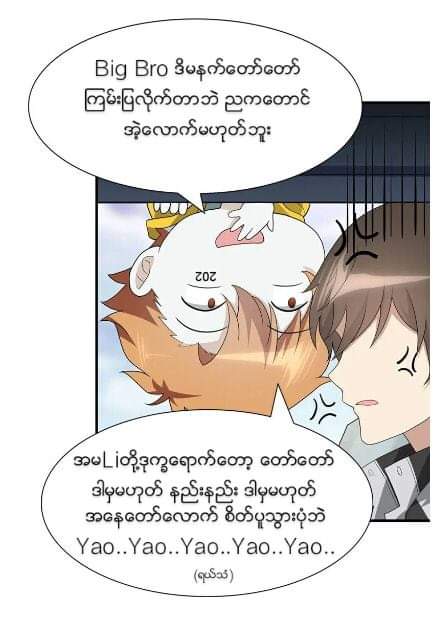 Big Bro ဒီမနက်တော်တော်
ကြမ်းပြလိုက်တာဘဲ ညကတောင်
အဲ့လောက်မဟုတ်ဘူး
202
အမLiတို့ဒုက္ခရောက်တော့ တော်တော်
ဒါမှမဟုတ် နည်းနည်း ဒါမှမဟုတ်
အနေတော်လောက် စိတ်ပူသွားပုံဘဲ
Yao..Yao..Yao..Yao..Yao..
(ရယ်သံ)